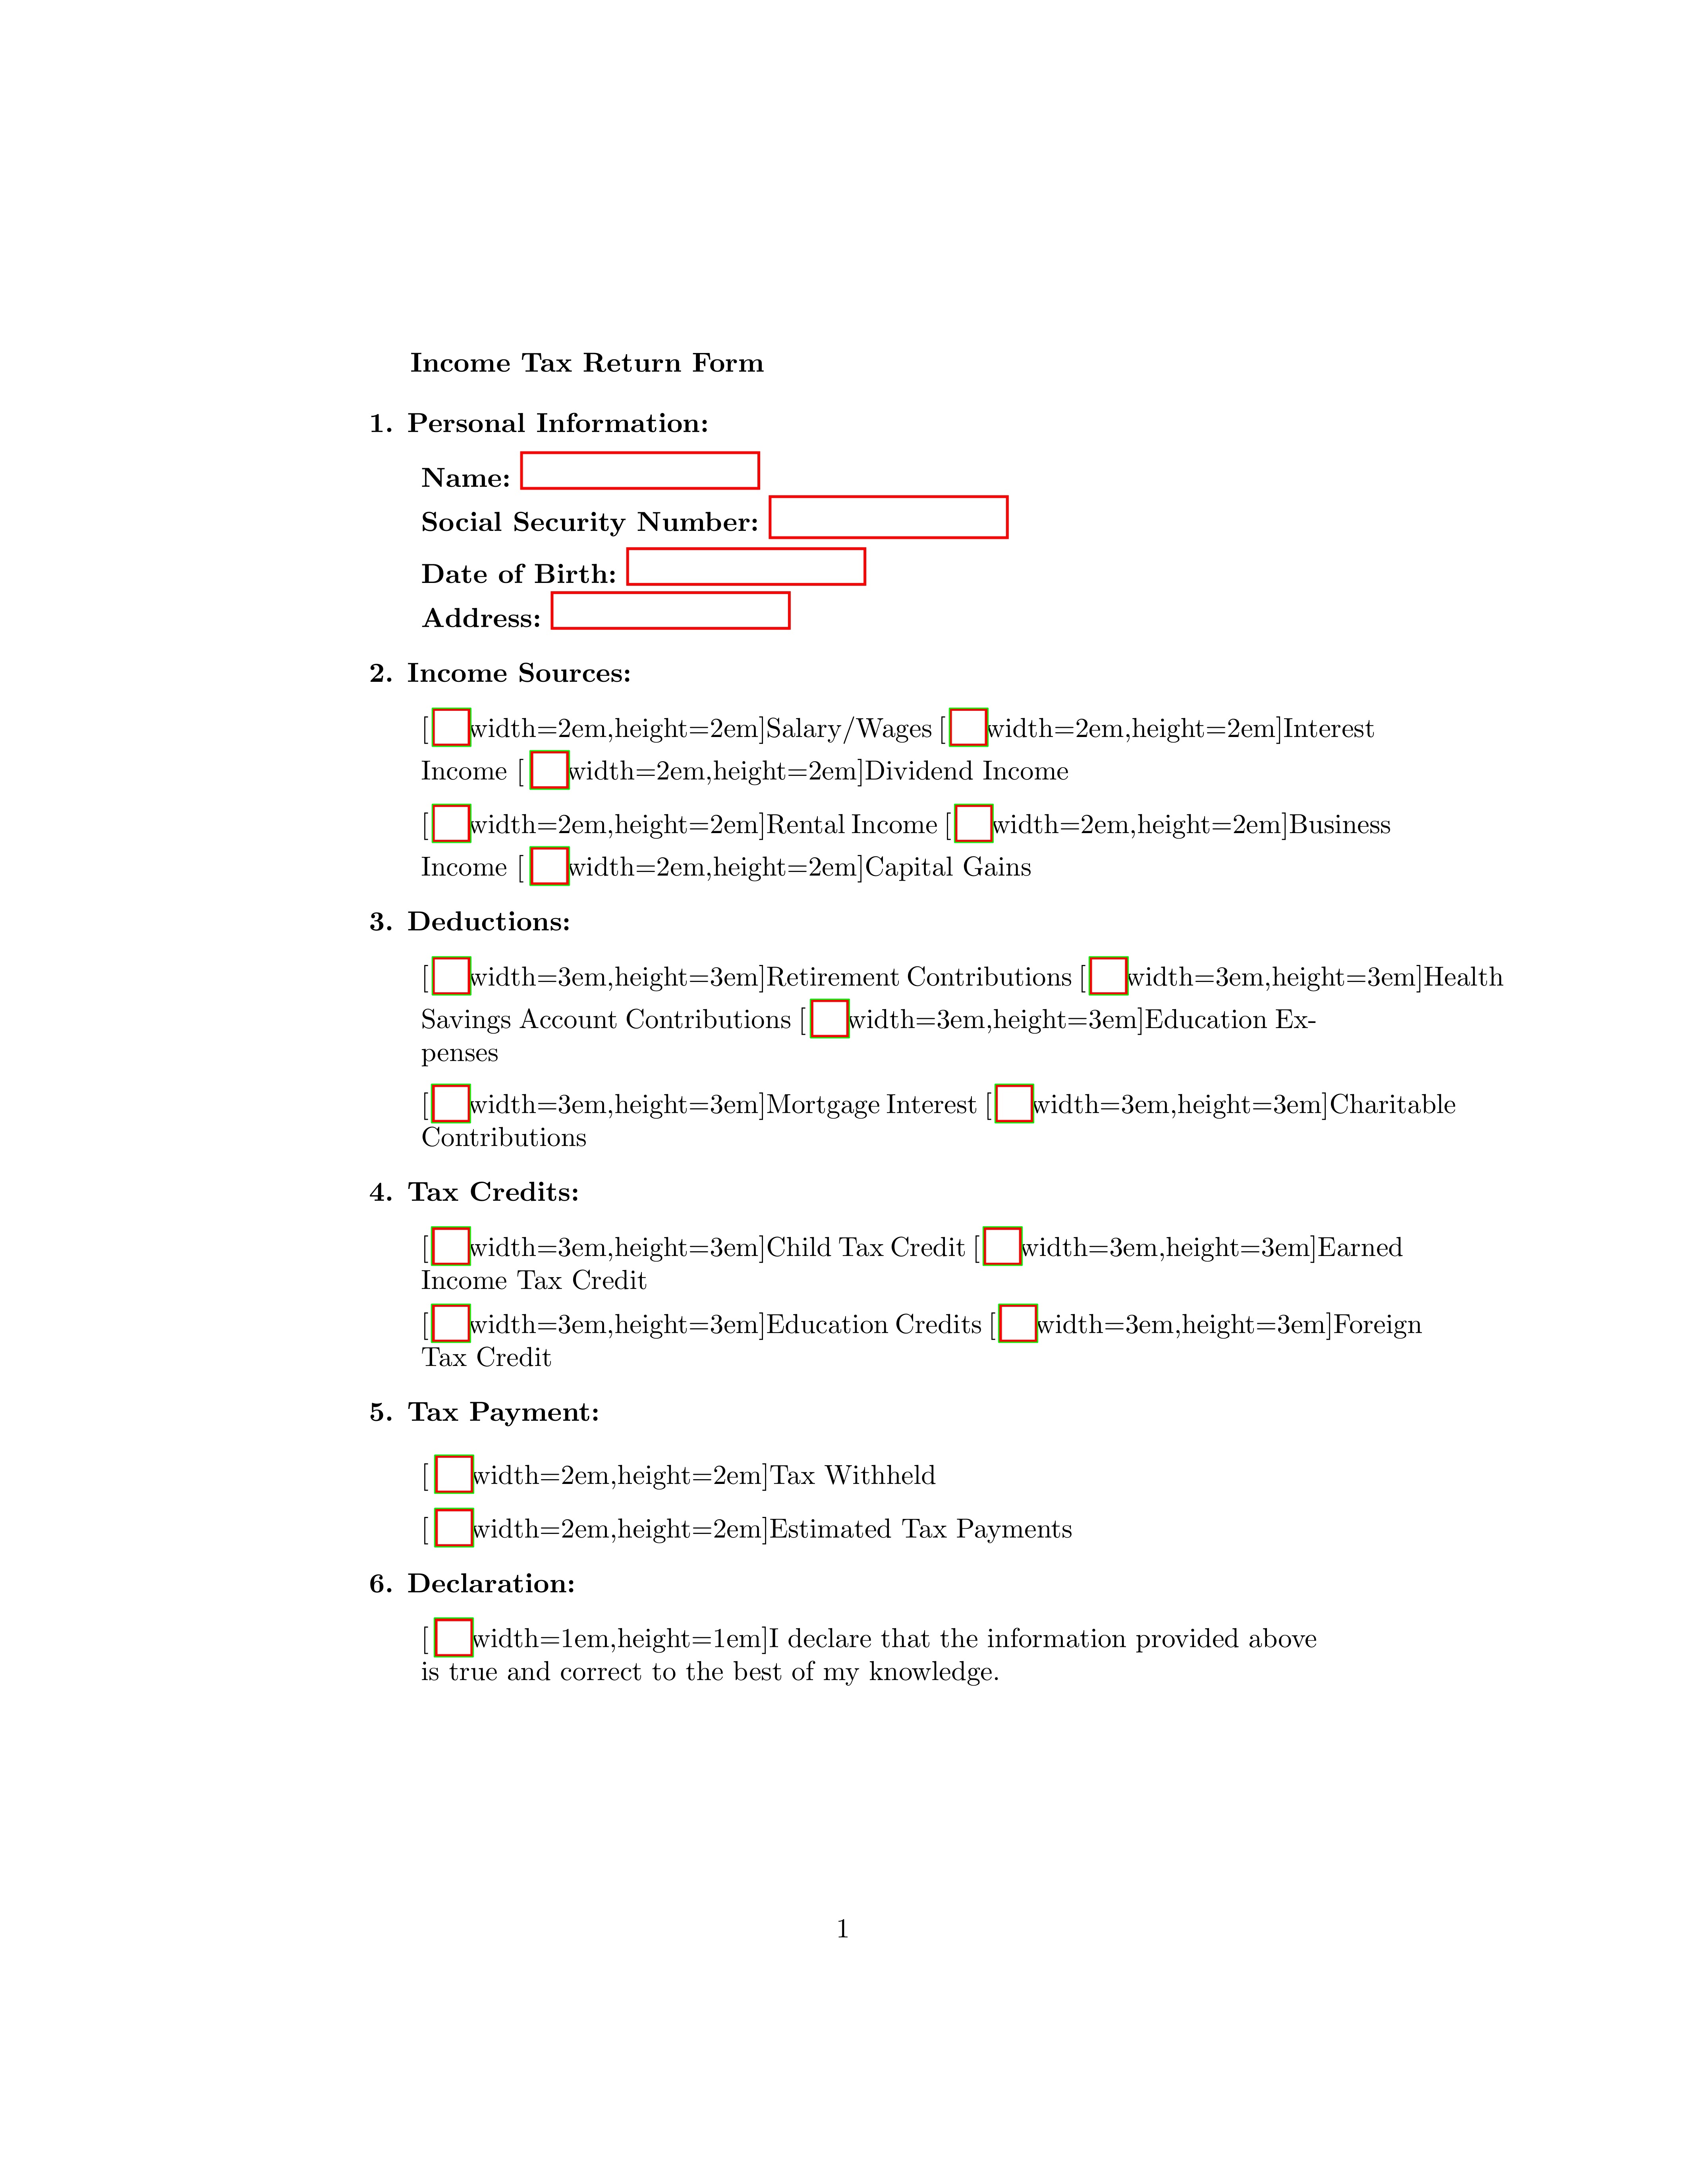 Income Tax Return Form
1. Personal Information:
Name:
Social Security Number:
Date of Birth:
Address:
2. Income Sources:
[ width=2em,height=2em]Salary/Wages [ width=2em,height=2em]Interest
Income [ width=2em,height=2em]Dividend Income
[ width=2em,height=2em]Rental Income [ width=2em,height=2em]Business
Income [ width=2em,height=2em]Capital Gains
3. Deductions:
[ width=3em,height=3em]Retirement Contributions [ width=3em,height=3em]Health
Savings Account Contributions [ width=3em,height=3em]Education Ex-
penses
[ width=3em,height=3em]Mortgage Interest [ width=3em,height=3em]Charitable
Contributions
4. Tax Credits:
[ width=3em,height=3em]Child Tax Credit [ width=3em,height=3em]Earned
Income Tax Credit
[ width=3em,height=3em]Education Credits [ width=3em,height=3em]Foreign
Tax Credit
5. Tax Payment:
[ width=2em,height=2em]Tax Withheld
[ width=2em,height=2em]Estimated Tax Payments
6. Declaration:
[ width=1em,height=1em]I declare that the information provided above
is true and correct to the best of my knowledge.
1